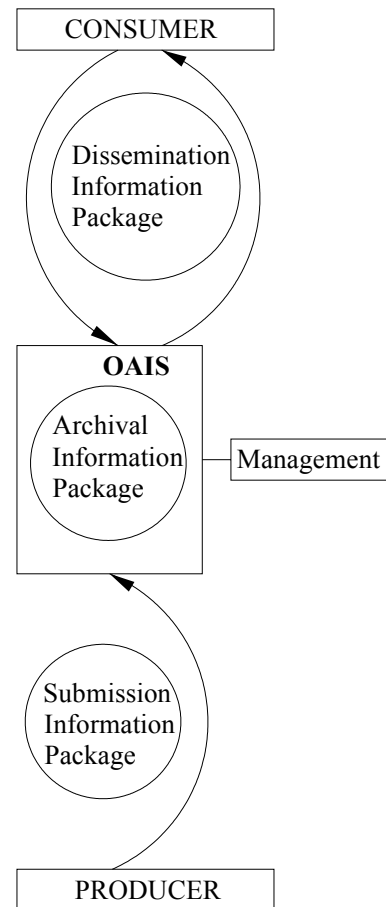 CONSUMER
Dissemination
Information
Package
OAIS
Archival
Information
Package
Management
Submission
Information
Package
PRODUCER